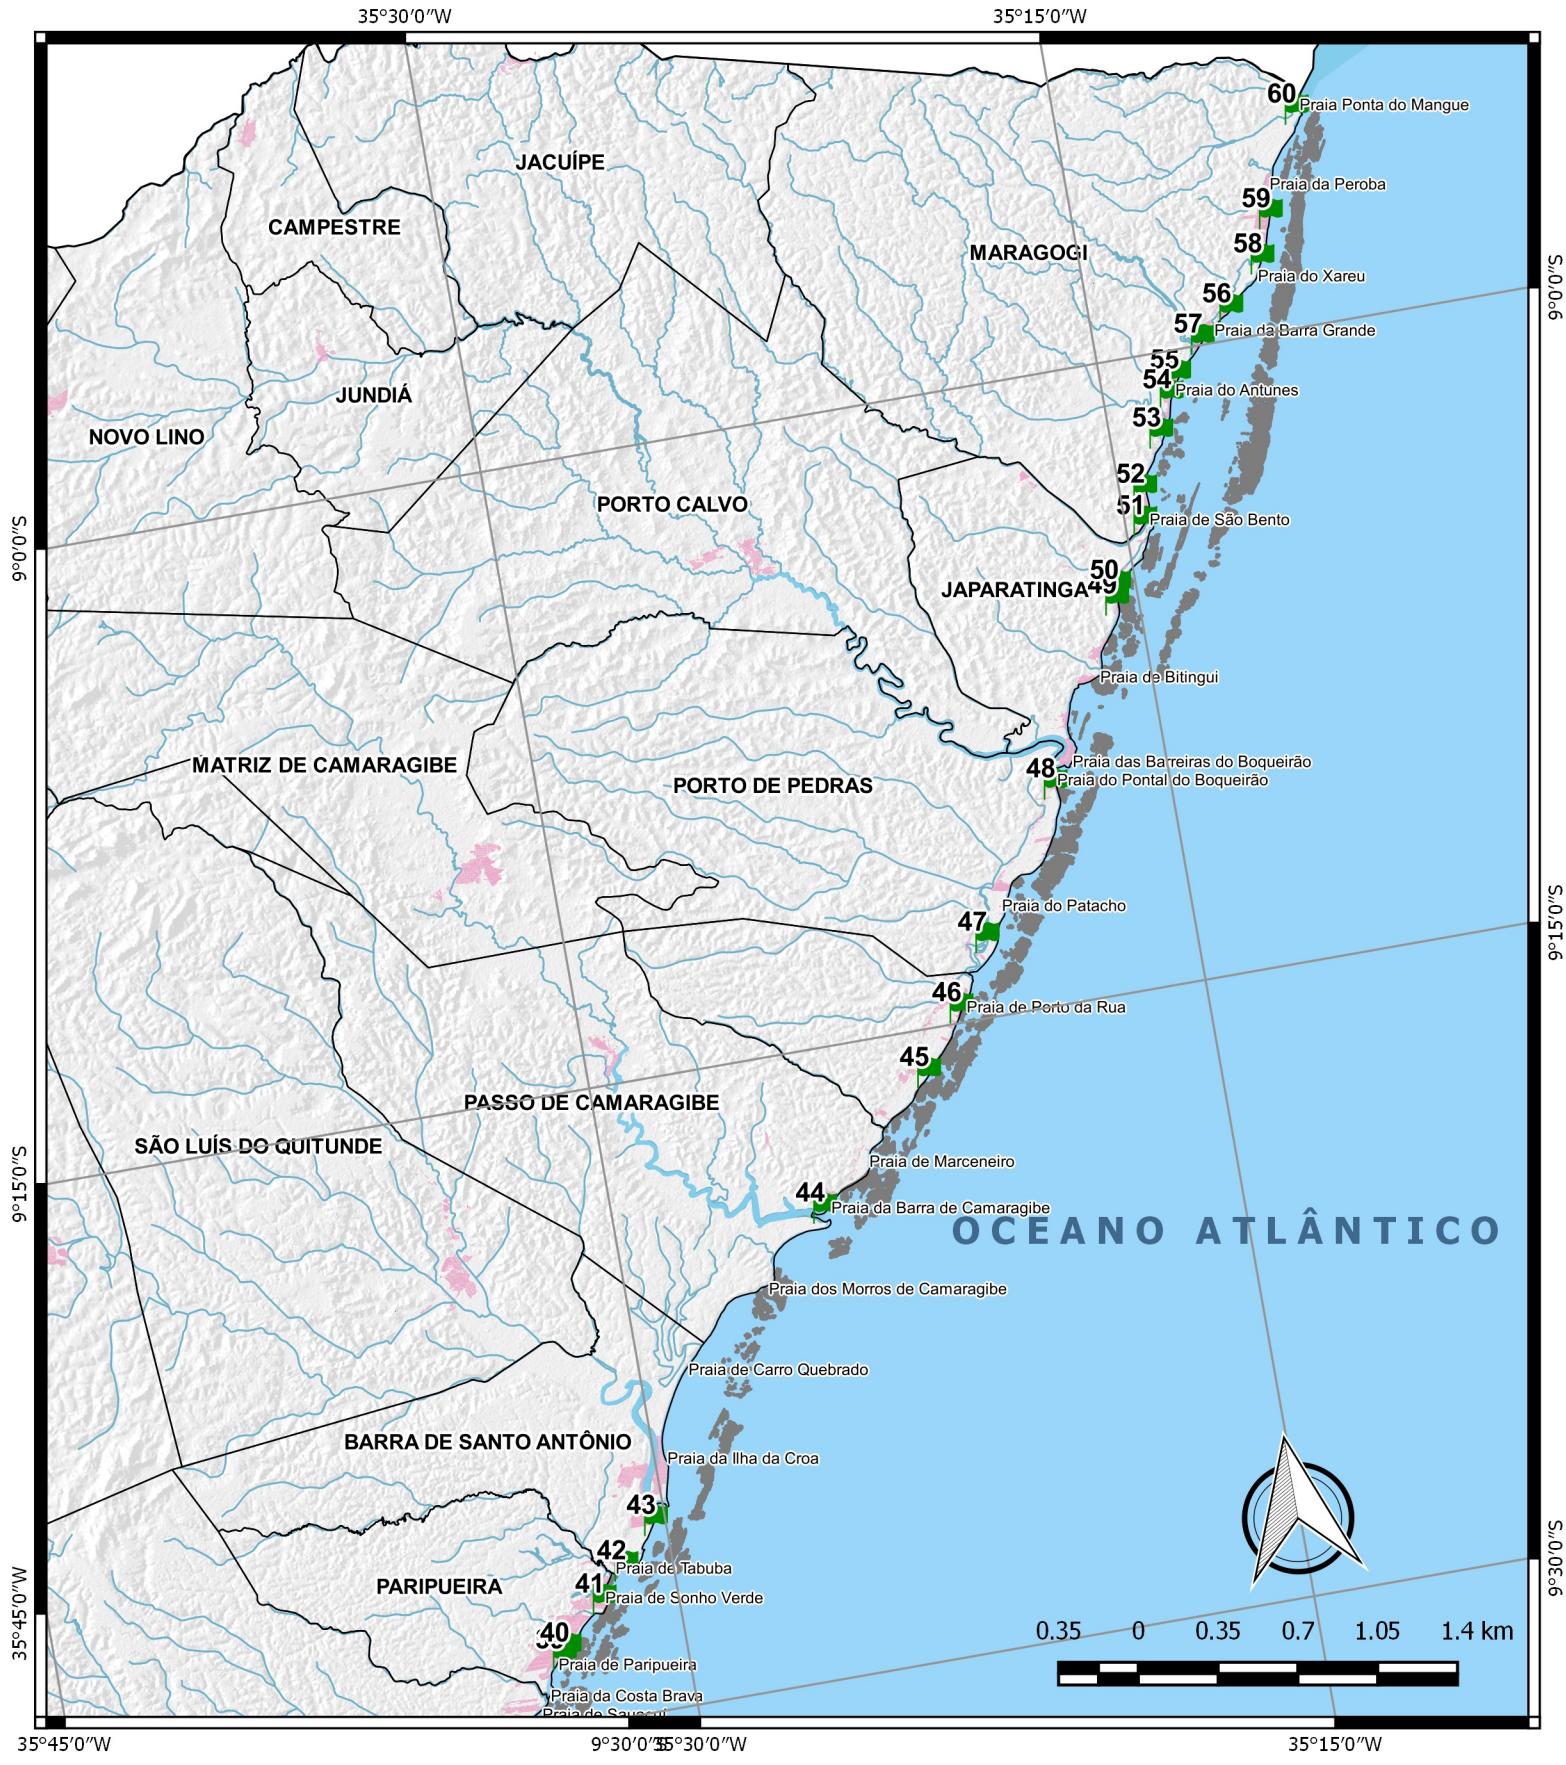 35°30′0″W
35°15′0″W
60
Praia Ponta do Mangue
JACUÍPE
Praia da Peroba
59
CAMPESTRE
MARAGOGI
58
Praia do Xareu
9°0′0″S
56
57
Praia da Barra Grande
55
54
Praia do Antunes
JUNDIÁ
53
NOVO LINO
52
PORTO CALVO
51
Praia de São Bento
9°0′0″S
50
JAPARATINGA
49
Praia de Bitingui
MATRIZ DE CAMARAGIBE
Praia das Barreiras do Boqueirão
48
Praia do Pontal do Boqueirão
PORTO DE PEDRAS
Praia do Patacho
47
9°15′0″S
46
Praia de Porto da Rua
45
PASSO DE CAMARAGIBE
SÃO LUÍS DO QUITUNDE
Praia de Marceneiro
9°15′0″S
44
Praia da Barra de Camaragibe
OCEANO ATLÂNTICO
Praia dos Morros de Camaragibe
Praia de Carro Quebrado
BARRA DE SANTO ANTÔNIO
Praia da Ilha da Croa
43
9°30′0″S
42
Praia de Tabuba
41
PARIPUEIRA
Praia de Sonho Verde
35°45′0″W
40
0.35 0 0.35 0.7 1.05 1.4 km
Praia de Paripueira
Praia da Costa Brava
35°45′0″W
9°30′0″S
35°30′0″W
35°15′0″W